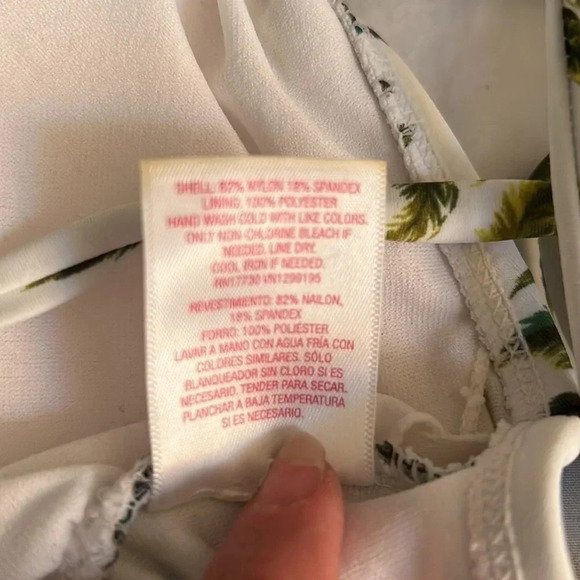 SHELL: 82% NYLON 18% SPANDEX
LINING: 100% POLYESTER
HAND WASH COLD WITH LIKE COLORS.
ONLY NON-CHLORINE BLEACH IF
NEEDED. LINE DRY.
COOL IRON IF NEEDED.
RN17730 VN1299195
REVESTIMIENTO: 82% NAILON,
18% SPANDEX
FORRO: 100% POLIÉSTER
LAVAR A MANO CON AGUA FRÍA CON
COLORES SIMILARES. SÓLO
BLANQUEADOR SIN CLORO SI ES
NECESARIO. TENDER PARA SECAR.
PLANCHAR A BAJA TEMPERATURA
SI ES NECESARIO.